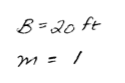 B = 20 ft
m = 1